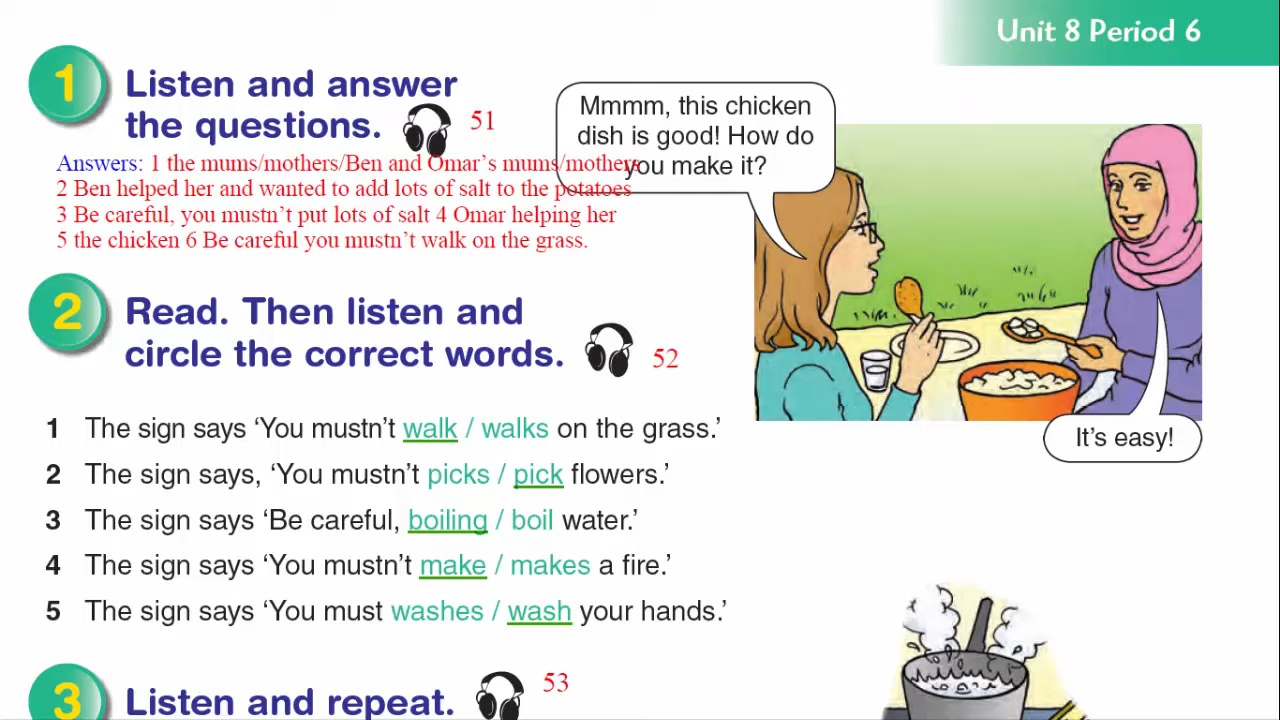 Unit 8 Period 6
1
Listen and answer
the questions.
51
Mmmm, this chicken
dish is good! How do
you make it?
Answers: 1 the mums/mothers/Ben and Omar's mums/mothers
2 Ben helped her and wanted to add lots of salt to the potatoes
3 Be careful, you mustn't put lots of salt 4 Omar helping her
5 the chicken 6 Be careful you mustn't walk on the grass.
It's easy!
2
Read. Then listen and
circle the correct words.
52
1 The sign says ‘You mustn’t walk / walks on the grass.’
2 The sign says, ‘You mustn’t picks / pick flowers.’
3 The sign says ‘Be careful, boiling / boil water.’
4 The sign says ‘You mustn’t make / makes a fire.’
5 The sign says ‘You must washes / wash your hands.’
3
Listen and repeat.
53